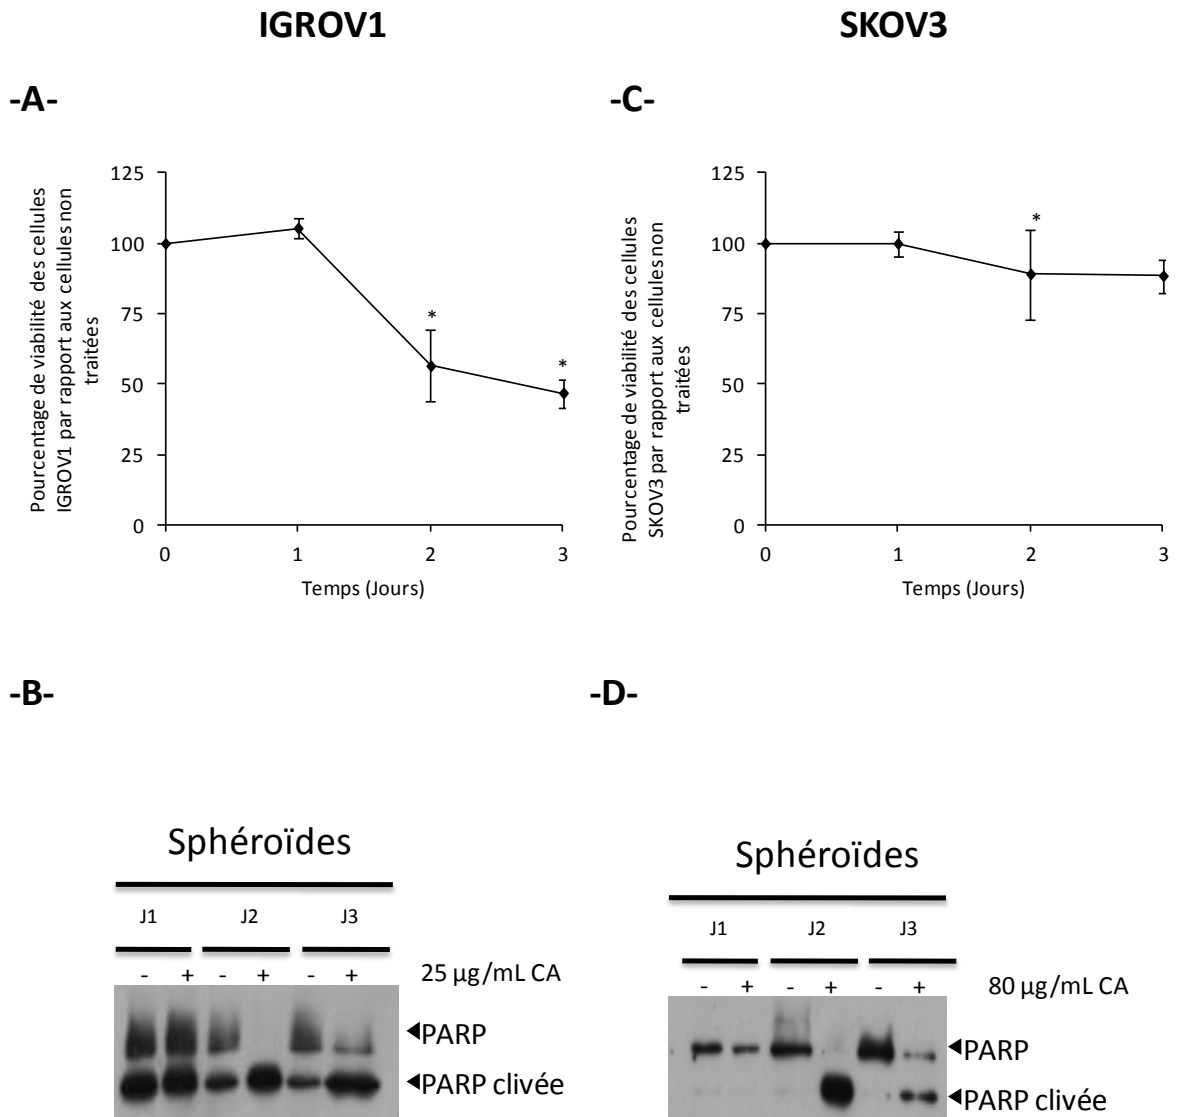 IGROV1
SKOV3
-A-
-C-
Pourcentage de viabilité des cellules
IGROV1 par rapport aux cellules non
traitées
125
100
75
50
25
0
*
*
0 1 2 3
Temps (Jours)
Pourcentage de viabilité des cellules
SKOV3 par rapport aux cellules non
traitées
125
100
75
50
25
0
*
0 1 2 3
Temps (Jours)
-B-
-D-
Sphéroïdes
J1 J2 J3
- + - + - + 25 µg/mL CA
PARP
PARP clivée
Sphéroïdes
J1 J2 J3
- + - + - + 80 µg/mL CA
PARP
PARP clivée